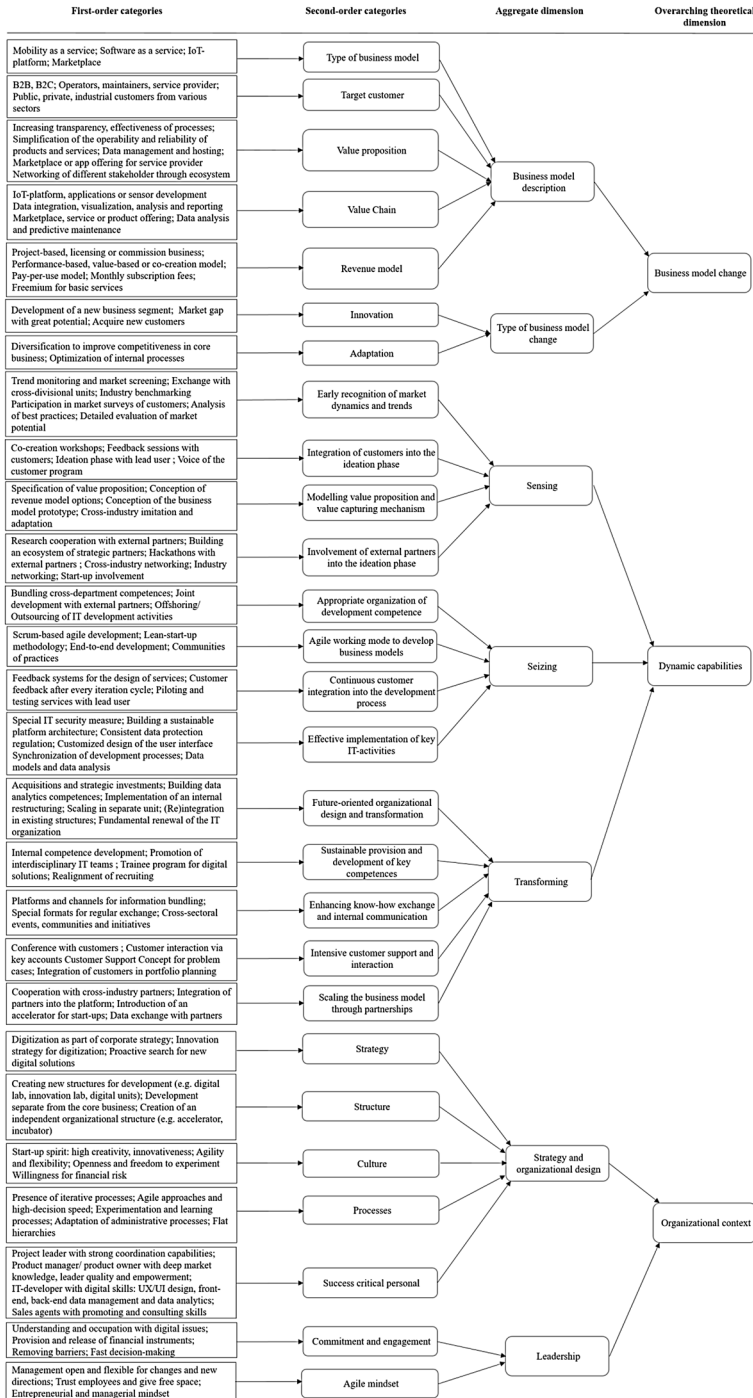 First-order categories
Second-order categories
Aggregate dimension
Overarching theoretical
dimension
Mobility as a service; Software as a service; IoT-
platform; Marketplace
Type of business model
B2B, B2C; Operators, maintainers, service provider;
Public, private, industrial customers from various
sectors
Target customer
Increasing transparency, effectiveness of processes;
Simplification of the operability and reliability of
products and services; Data management and hosting;
Marketplace or app offering for service provider
Networking of different stakeholder through ecosystem
Value proposition
Business model
description
IoT-platform, applications or sensor development
Data integration, visualization, analysis and reporting
Marketplace, service or product offering; Data analysis
and predictive maintenance
Value Chain
Project-based, licensing or commission business;
Performance-based, value-based or co-creation model;
Pay-per-use model; Monthly subscription fees;
Freemium for basic services
Revenue model
Business model change
Development of a new business segment; Market gap
with great potential; Acquire new customers
Innovation
Type of business model
change
Diversification to improve competitiveness in core
business; Optimization of internal processes
Adaptation
Trend monitoring and market screening; Exchange with
cross-divisional units; Industry benchmarking
Participation in market surveys of customers; Analysis
of best practices; Detailed evaluation of market
potential
Early recognition of market
dynamics and trends
Co-creation workshops; Feedback sessions with
customers; Ideation phase with lead user ; Voice of the
customer program
Integration of customers into the
ideation phase
Sensing
Specification of value proposition; Conception of
revenue model options; Conception of the business
model prototype; Cross-industry imitation and
adaptation
Modelling value proposition and
value capturing mechanism
Research cooperation with external partners; Building
an ecosystem of strategic partners; Hackathons with
external partners ; Cross-industry networking; Industry
networking; Start-up involvement
Involvement of external partners
into the ideation phase
Bundling cross-department competences; Joint
development with external partners; Offshoring/
Outsourcing of IT development activities
Appropriate organization of
development competence
Scrum-based agile development; Lean-start-up
methodology; End-to-end development; Communities
of practices
Agile working mode to develop
business models
Seizing
Dynamic capabilities
Feedback systems for the design of services; Customer
feedback after every iteration cycle; Piloting and
testing services with lead user
Continuous customer
integration into the development
process
Special IT security measure; Building a sustainable
platform architecture; Consistent data protection
regulation; Customized design of the user interface
Synchronization of development processes; Data
models and data analysis
Effective implementation of key
IT-activities
Acquisitions and strategic investments; Building data
analytics competences; Implementation of an internal
restructuring; Scaling in separate unit; (Re)integration
in existing structures; Fundamental renewal of the IT
organization
Future-oriented organizational
design and transformation
Internal competence development; Promotion of
interdisciplinary IT teams ; Trainee program for digital
solutions; Realignment of recruiting
Sustainable provision and
development of key
competences
Transforming
Platforms and channels for information bundling;
Special formats for regular exchange; Cross-sectoral
events, communities and initiatives
Enhancing know-how exchange
and internal communication
Conference with customers ; Customer interaction via
key accounts Customer Support Concept for problem
cases; Integration of customers in portfolio planning
Intensive customer support and
interaction
Cooperation with cross-industry partners; Integration of
partners into the platform; Introduction of an
accelerator for start-ups; Data exchange with partners
Scaling the business model
through partnerships
Digitization as part of corporate strategy; Innovation
strategy for digitization; Proactive search for new
digital solutions
Strategy
Creating new structures for development (e.g. digital
lab, innovation lab, digital units); Development
separate from the core business; Creation of an
independent organizational structure (e.g. accelerator,
incubator)
Structure
Start-up spirit: high creativity, innovativeness; Agility
and flexibility; Openness and freedom to experiment
Willingness for financial risk
Culture
Strategy and
organizational design
Presence of iterative processes; Agile approaches and
high-decision speed; Experimentation and learning
processes; Adaptation of administrative processes; Flat
hierarchies
Processes
Organizational context
Project leader with strong coordination capabilities;
Product manager/ product owner with deep market
knowledge, leader quality and empowerment;
IT-developer with digital skills: UX/UI design, front-
end, back-end data management and data analytics;
Sales agents with promoting and consulting skills
Success critical personal
Understanding and occupation with digital issues;
Provision and release of financial instruments;
Removing barriers; Fast decision-making
Commitment and engagement
Leadership
Management open and flexible for changes and new
directions; Trust employees and give free space;
Entrepreneurial and managerial mindset
Agile mindset